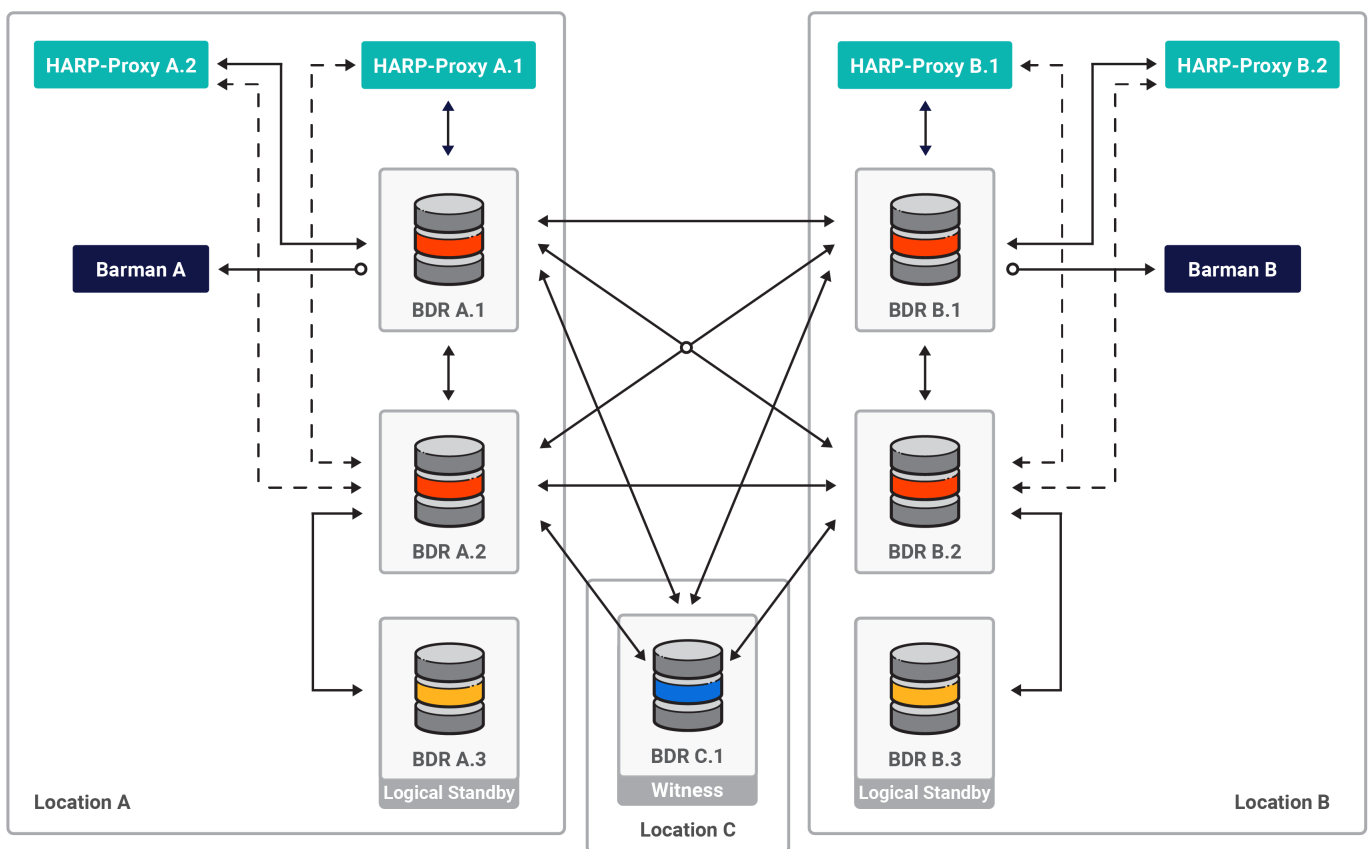 HARP-Proxy A.2
HARP-Proxy A.1
HARP-Proxy B.1
HARP-Proxy B.2
Barman A
BDR A.1
BDR B.1
Barman B
BDR A.2
BDR B.2
BDR A.3
Logical Standby
BDR C.1
Witness
BDR B.3
Logical Standby
Location A
Location C
Location B